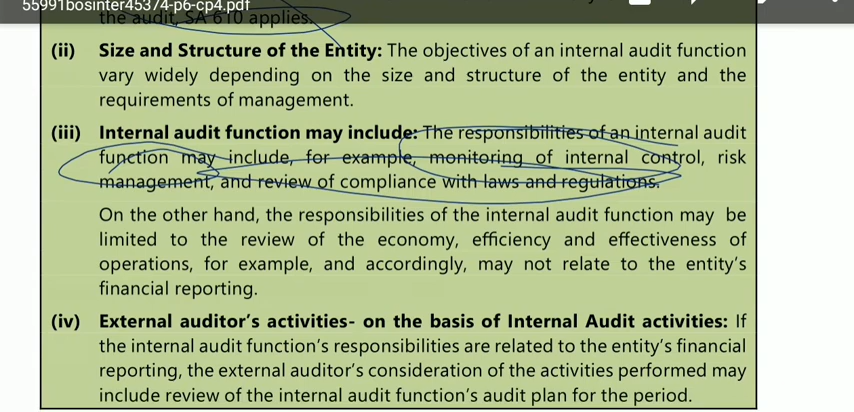 55991bosinter45374-p6-cp4.pdf
the audit, SA 610 applies.
(ii) Size and Structure of the Entity: The objectives of an internal audit function
vary widely depending on the size and structure of the entity and the
requirements of management.
(iii) Internal audit function may include: The responsibilities of an internal audit
function may include, for example, monitoring of internal control, risk
management, and review of compliance with laws and regulations.
On the other hand, the responsibilities of the internal audit function may be
limited to the review of the economy, efficiency and effectiveness of
operations, for example, and accordingly, may not relate to the entity's
financial reporting.
(iv) External auditor's activities- on the basis of Internal Audit activities: If
the internal audit function's responsibilities are related to the entity's financial
reporting, the external auditor's consideration of the activities performed may
include review of the internal audit function's audit plan for the period.